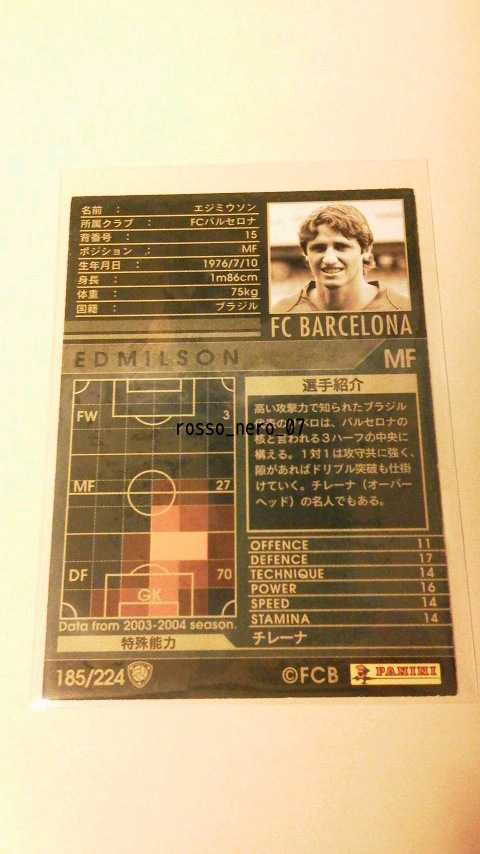 名前 : エジミウソン
所属クラブ : FCバルセロナ
背番号 : 15
ポジション : MF
生年月日 : 1976/7/10
身長 : 1m86cm
体重 : 75kg
国籍 : ブラジル
FC BARCELONA
EDMILSON
MF
FW 3
MF 27
DF 70
GK
Data from 2003-2004 season.
特殊能力
選手紹介
高い攻撃力で知られたブラジル
ベロは、バルセロナの
核と言われる3ハーフの中央に
構える。1対1は攻守共に強く、
隙があればドリブル突破も仕掛
けていく。チレーナ(オーバー
ヘッド)の名人でもある。
rosso_nero_07
OFFENCE 11
DEFENCE 17
TECHNIQUE 14
POWER 16
SPEED 14
STAMINA 14
チレーナ
185/224
©FCB
PANINI